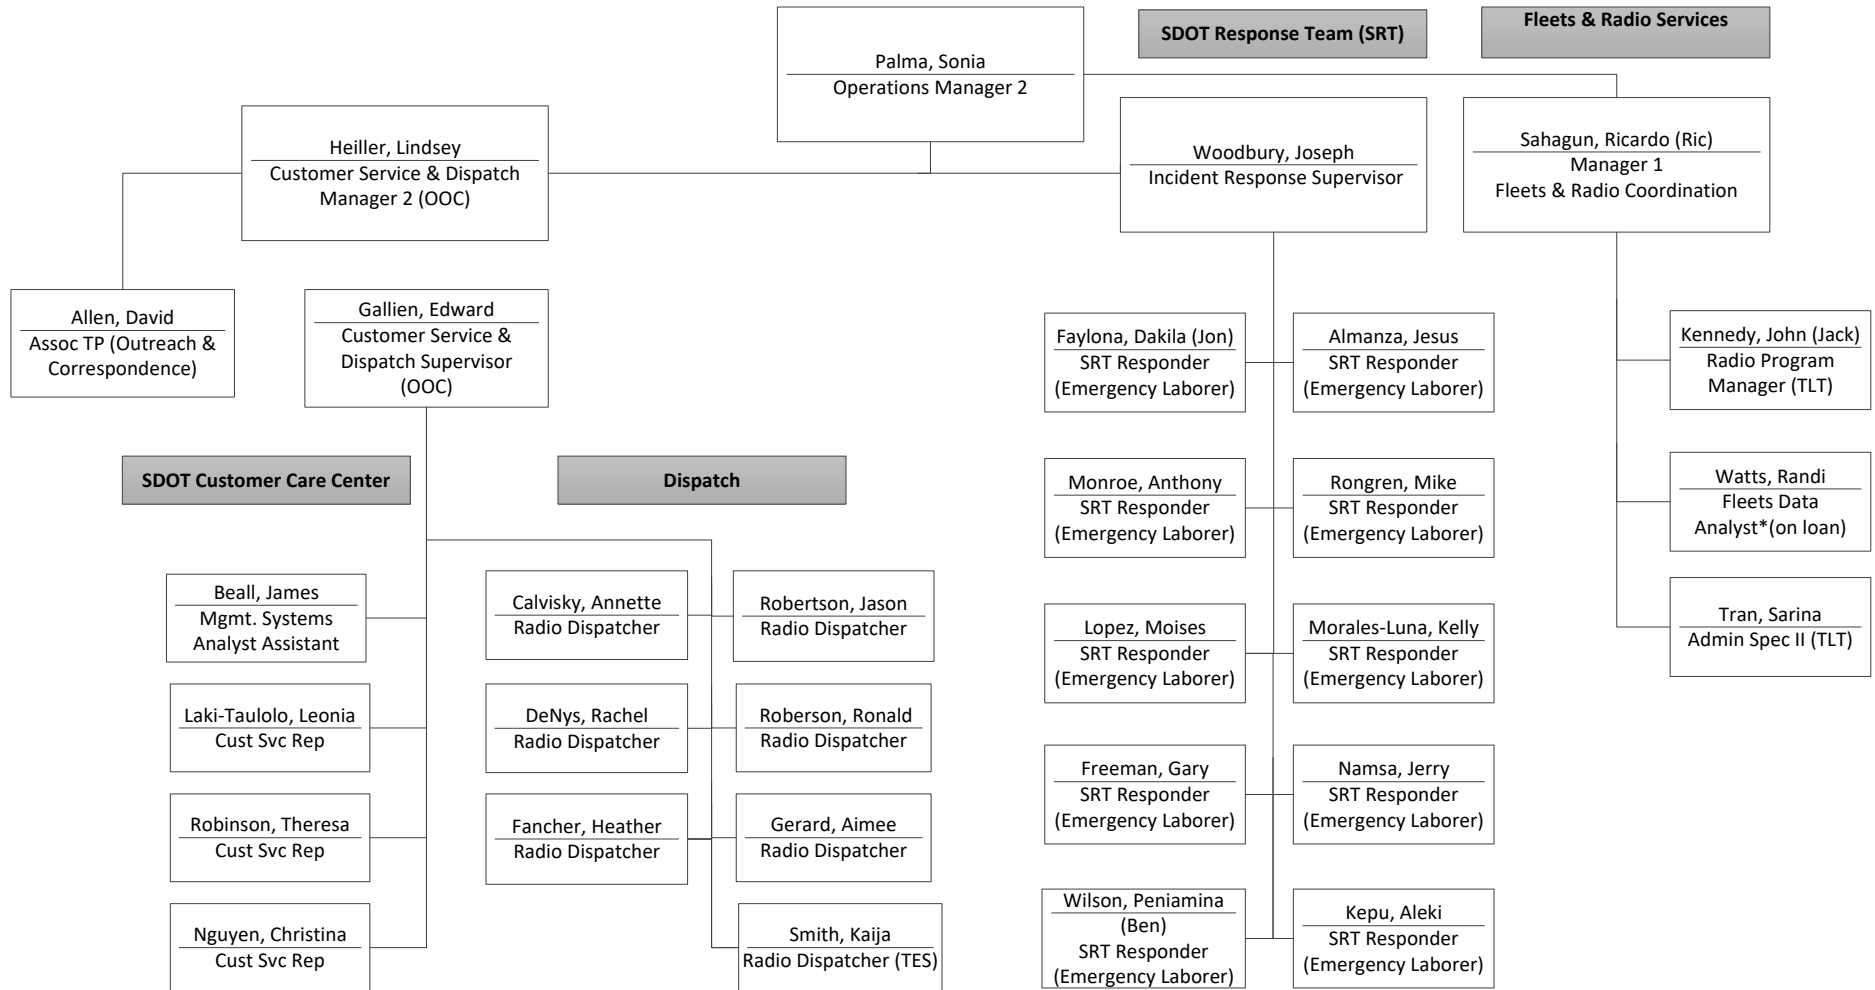 SDOT Response Team (SRT)
Fleets & Radio Services
Palma, Sonia
Operations Manager 2
Heiller, Lindsey
Customer Service & Dispatch
Manager 2 (OOC)
Woodbury, Joseph
Incident Response Supervisor
Sahagun, Ricardo (Ric)
Manager 1
Fleets & Radio Coordination
Allen, David
Assoc TP (Outreach &
Correspondence)
Gallien, Edward
Customer Service &
Dispatch Supervisor
(OOC)
SDOT Customer Care Center
Dispatch
Beall, James
Mgmt. Systems
Analyst Assistant
Laki-Taulolo, Leonia
Cust Svc Rep
Robinson, Theresa
Cust Svc Rep
Nguyen, Christina
Cust Svc Rep
Calvisky, Annette
Radio Dispatcher
Robertson, Jason
Radio Dispatcher
DeNys, Rachel
Radio Dispatcher
Roberson, Ronald
Radio Dispatcher
Fancher, Heather
Radio Dispatcher
Gerard, Aimee
Radio Dispatcher
Smith, Kaija
Radio Dispatcher (TES)
Faylona, Dakila (Jon)
SRT Responder
(Emergency Laborer)
Almanza, Jesus
SRT Responder
(Emergency Laborer)
Monroe, Anthony
SRT Responder
(Emergency Laborer)
Rongren, Mike
SRT Responder
(Emergency Laborer)
Lopez, Moises
SRT Responder
(Emergency Laborer)
Morales-Luna, Kelly
SRT Responder
(Emergency Laborer)
Freeman, Gary
SRT Responder
(Emergency Laborer)
Namsa, Jerry
SRT Responder
(Emergency Laborer)
Wilson, Peniamina
(Ben)
SRT Responder
(Emergency Laborer)
Kepu, Aleki
SRT Responder
(Emergency Laborer)
Kennedy, John (Jack)
Radio Program
Manager (TLT)
Watts, Randi
Fleets Data
Analyst*(on loan)
Tran, Sarina
Admin Spec II (TLT)